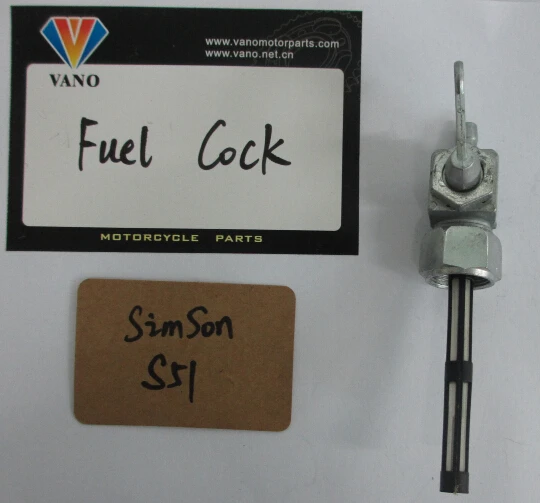 VANO
www.vanomotorparts.com
www.vano.net.cn
Fuel Cock
MOTORCYCLE PARTS
SimSon
S51